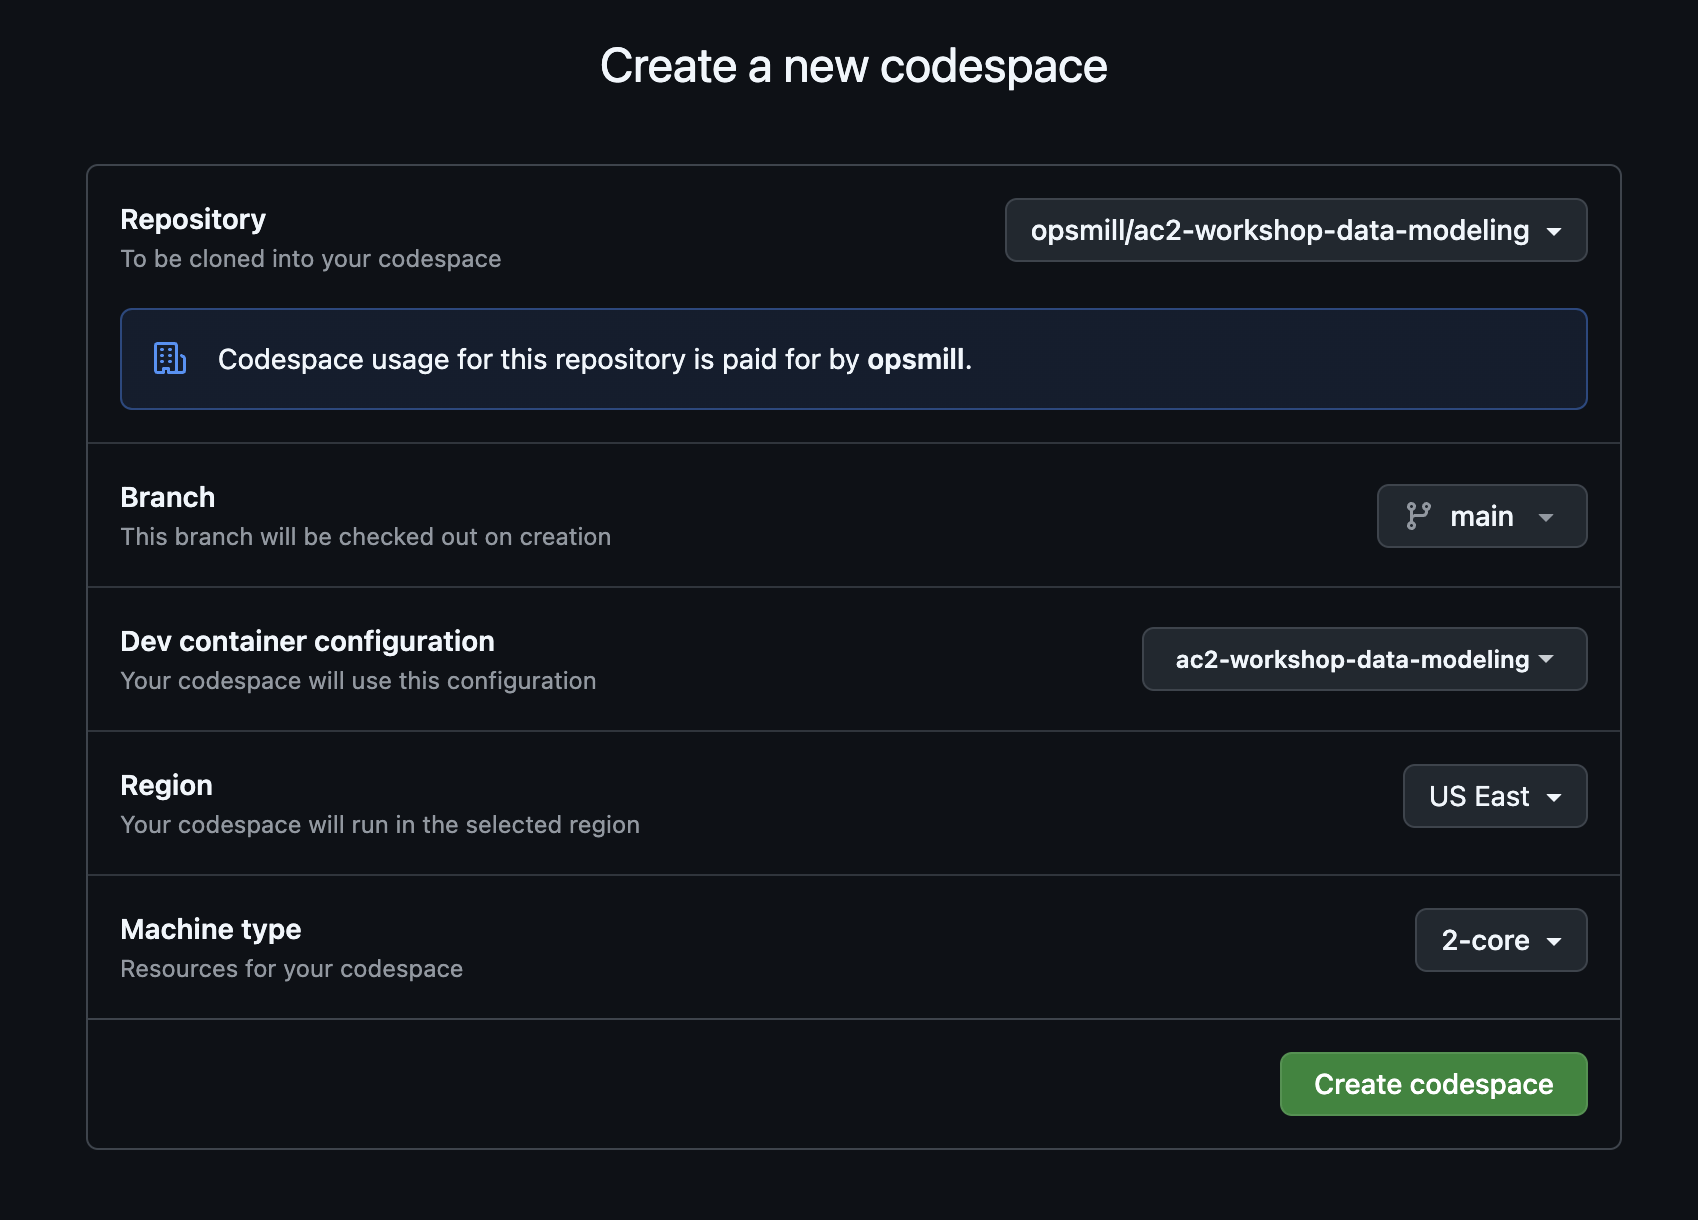 Create a new codespace
Repository
To be cloned into your codespace
opsmill/ac2-workshop-data-modeling
Codespace usage for this repository is paid for by opsmill.
Branch
This branch will be checked out on creation
main
Dev container configuration
Your codespace will use this configuration
ac2-workshop-data-modeling
Region
Your codespace will run in the selected region
US East
Machine type
Resources for your codespace
2-core
Create codespace